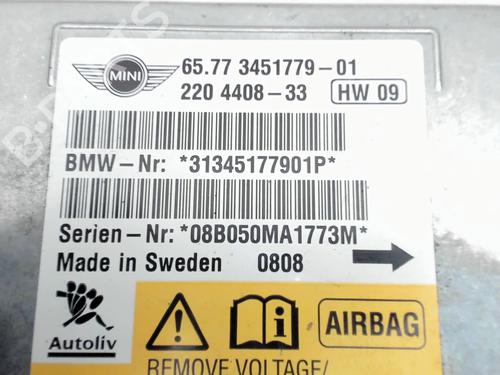 MINI
65.77 3451779-01
220 4408-33 HW 09
BMW-Nr: *31345177901P*
Serien-Nr: *08B050MA1773M*
Made in Sweden 0808
Autoliv
AIRBAG
REMOVE VOLTAGE/